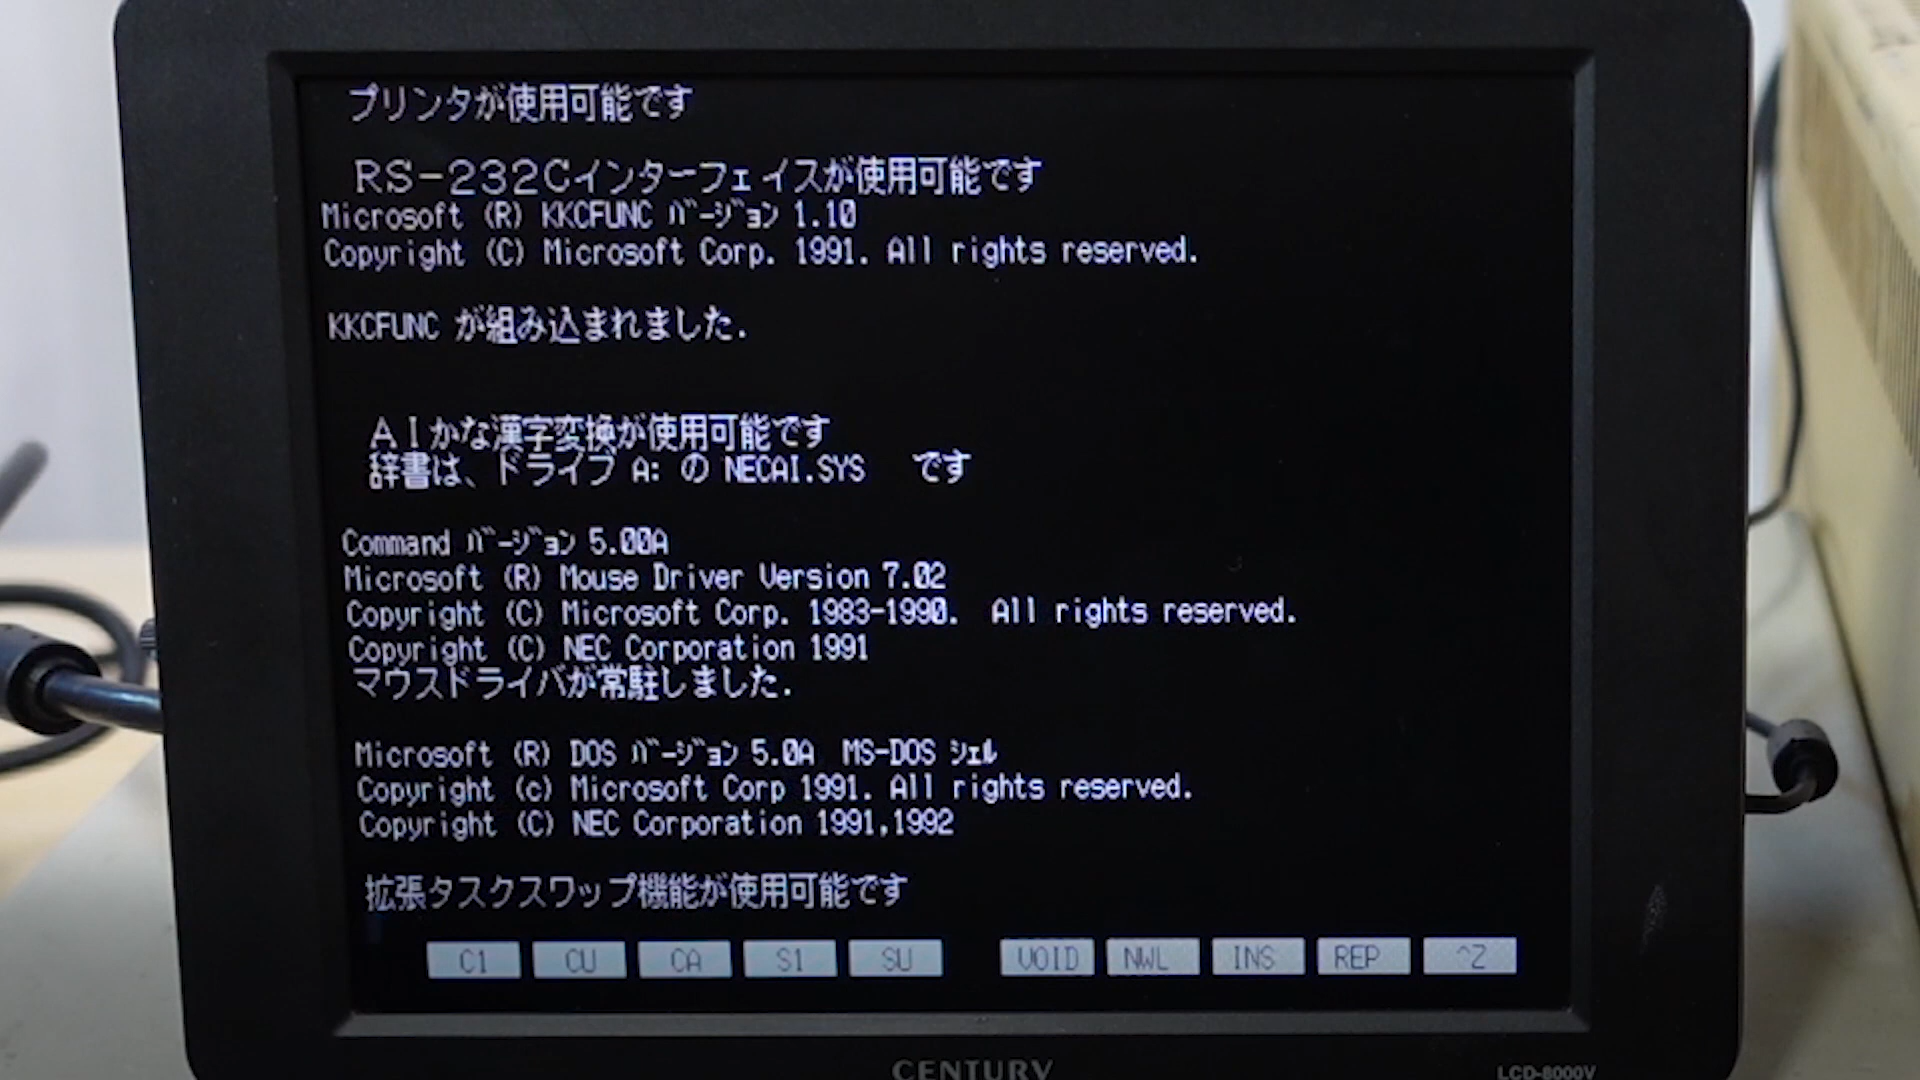 プリンタが使用可能です
RS-232Cインターフェイスが使用可能です
Microsoft (R) KKCFUNC ﾊﾞｰｼﾞｮﾝ 1.10
Copyright (C) Microsoft Corp. 1991. All rights reserved.
KKCFUNC が組み込まれました.
ＡＩかな漢字変換が使用可能です
辞書は、ドライブ A: の NECAI.SYS です
Command ﾊﾞｰｼﾞｮﾝ 5.00A
Microsoft (R) Mouse Driver Version 7.02
Copyright (C) Microsoft Corp. 1983-1990. All rights reserved.
Copyright (C) NEC Corporation 1991
マウスドライバが常駐しました.
Microsoft (R) DOS ﾊﾞｰｼﾞｮﾝ 5.0A MS-DOS ｼｪﾙ
Copyright (c) Microsoft Corp 1991. All rights reserved.
Copyright (C) NEC Corporation 1991,1992
拡張タスクスワップ機能が使用可能です
C1 CU CA S1 SU VOID NWL INS REP ^Z
CENTURY LCD-8000V